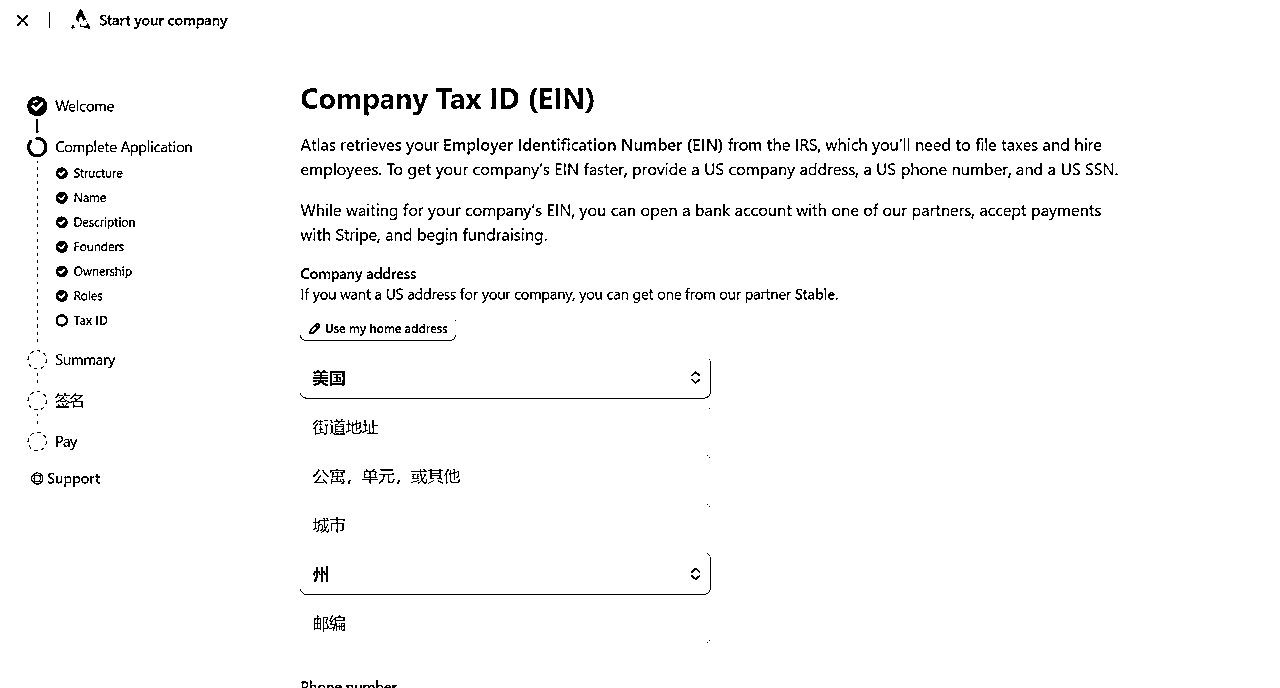 Start your company
Welcome
Complete Application
Structure
Name
Description
Founders
Ownership
Roles
Tax ID
Summary
签名
Pay
Support
Company Tax ID (EIN)
Atlas retrieves your Employer Identification Number (EIN) from the IRS, which you'll need to file taxes and hire
employees. To get your company's EIN faster, provide a US company address, a US phone number, and a US SSN.
While waiting for your company's EIN, you can open a bank account with one of our partners, accept payments
with Stripe, and begin fundraising.
Company address
If you want a US address for your company, you can get one from our partner Stable.
Use my home address
美国
街道地址
公寓，单元，或其他
城市
州
邮编
Phone number